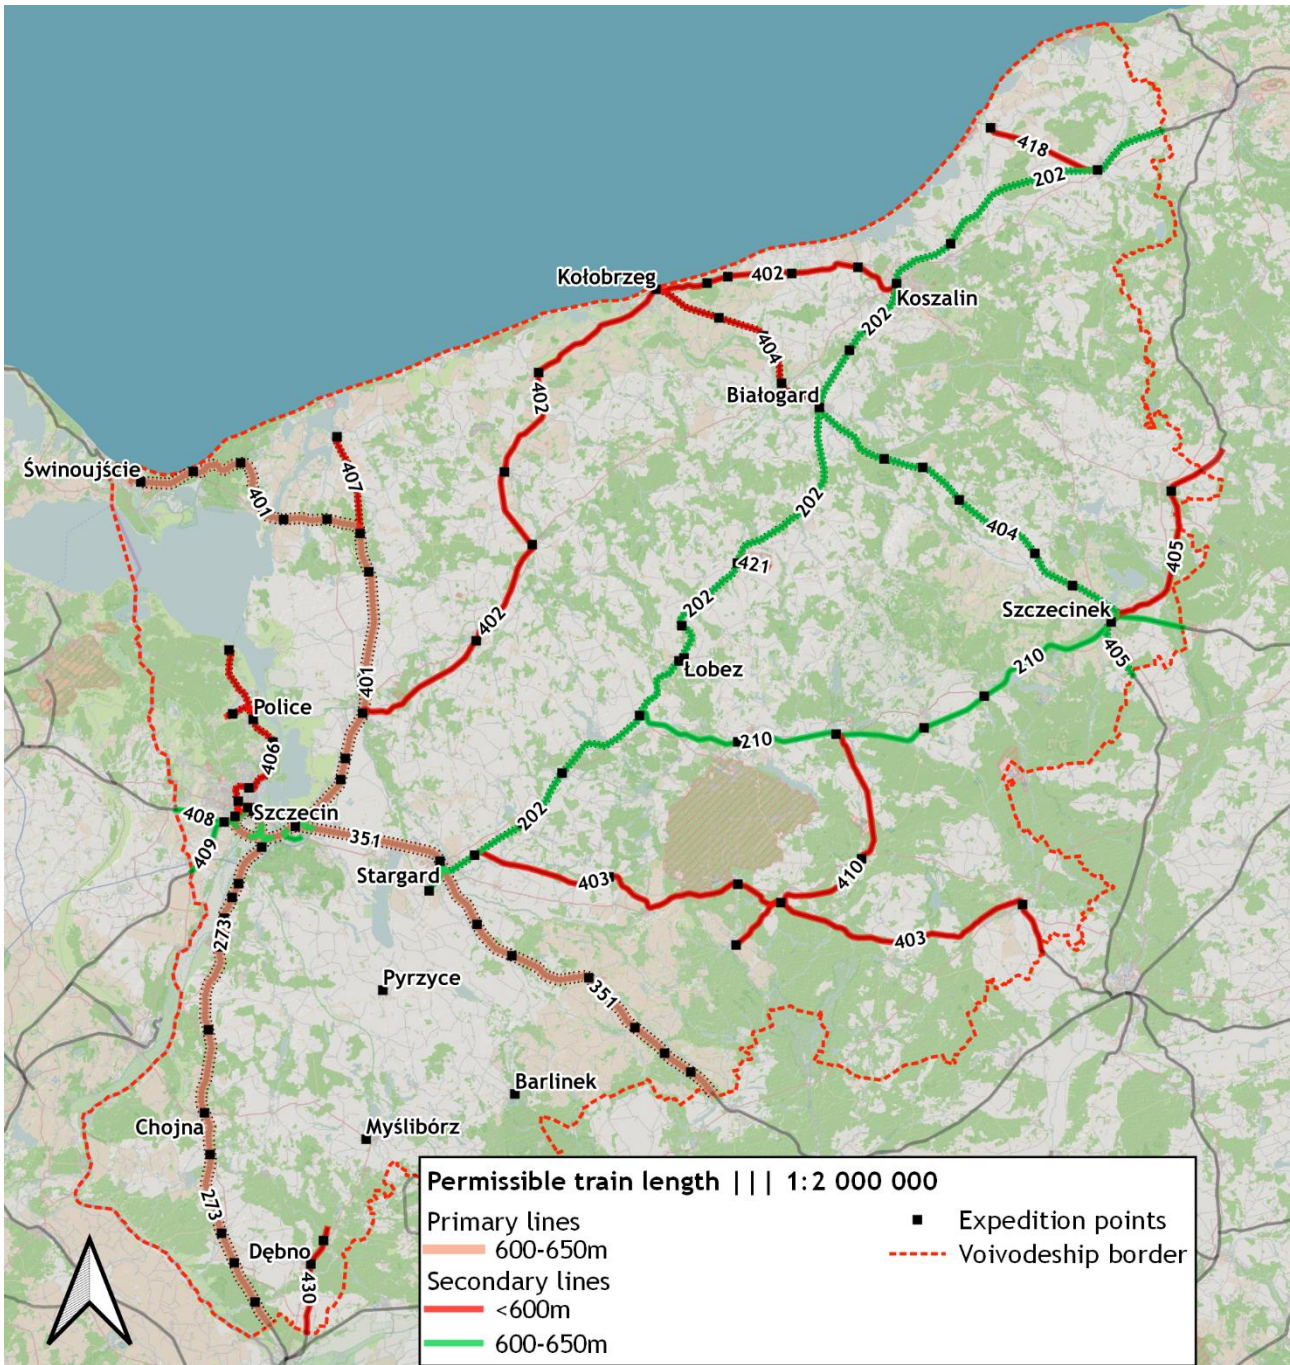 418
202
Kołobrzeg
402
Koszalin
202
404
402
Białogard
Świnoujście
407
401
202
404
421
405
202
Szczecinek
402
405
210
Łobez
401
Police
210
406
408
Szczecin
202
351
409
Stargard
403
410
273
403
Pyrzyce
351
Barlinek
Chojna
Myślibórz
273
Dębno
430
Permissible train length ||| 1:2 000 000
Primary lines
600-650m
Secondary lines
<600m
600-650m
Expedition points
Voivodeship border